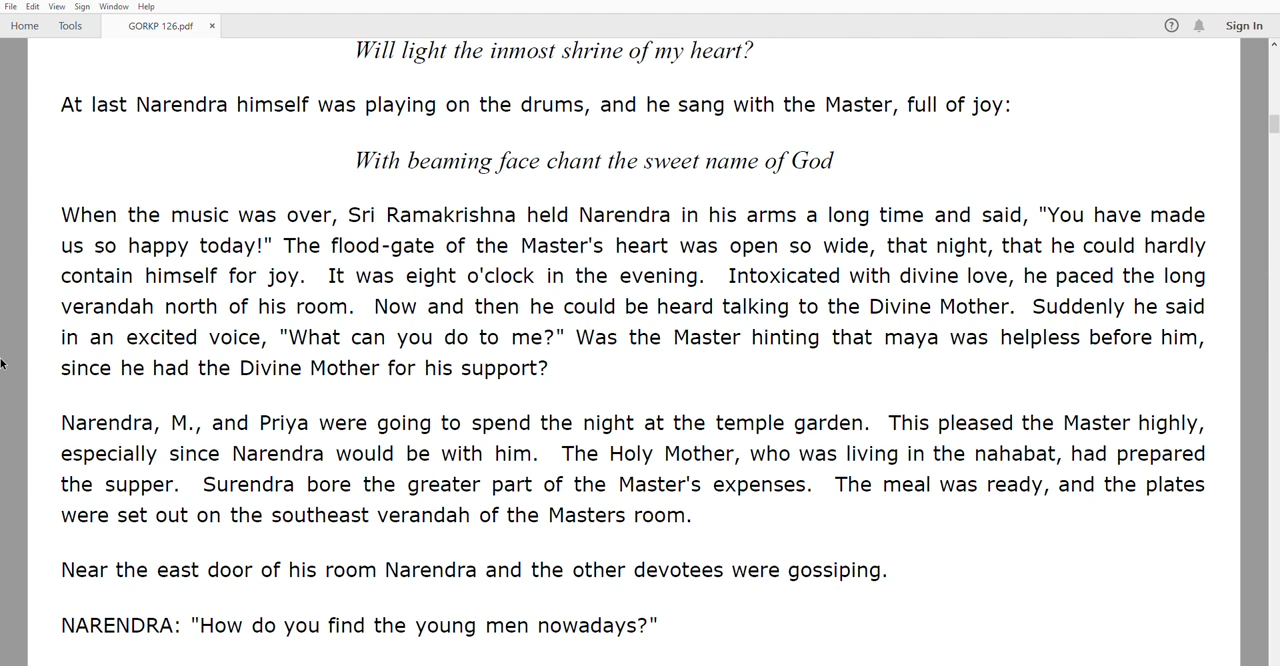 File Edit View Sign Window Help
Home Tools GORKP 126.pdf × ? Sign In
Will light the inmost shrine of my heart?
At last Narendra himself was playing on the drums, and he sang with the Master, full of joy:
With beaming face chant the sweet name of God
When the music was over, Sri Ramakrishna held Narendra in his arms a long time and said, "You have made
us so happy today!" The flood-gate of the Master's heart was open so wide, that night, that he could hardly
contain himself for joy. It was eight o'clock in the evening. Intoxicated with divine love, he paced the long
verandah north of his room. Now and then he could be heard talking to the Divine Mother. Suddenly he said
in an excited voice, "What can you do to me?" Was the Master hinting that maya was helpless before him,
since he had the Divine Mother for his support?
Narendra, M., and Priya were going to spend the night at the temple garden. This pleased the Master highly,
especially since Narendra would be with him. The Holy Mother, who was living in the nahabat, had prepared
the supper. Surendra bore the greater part of the Master's expenses. The meal was ready, and the plates
were set out on the southeast verandah of the Masters room.
Near the east door of his room Narendra and the other devotees were gossiping.
NARENDRA: "How do you find the young men nowadays?"